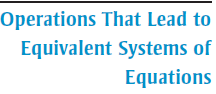 Operations That Lead to
Equivalent Systems of
Equations